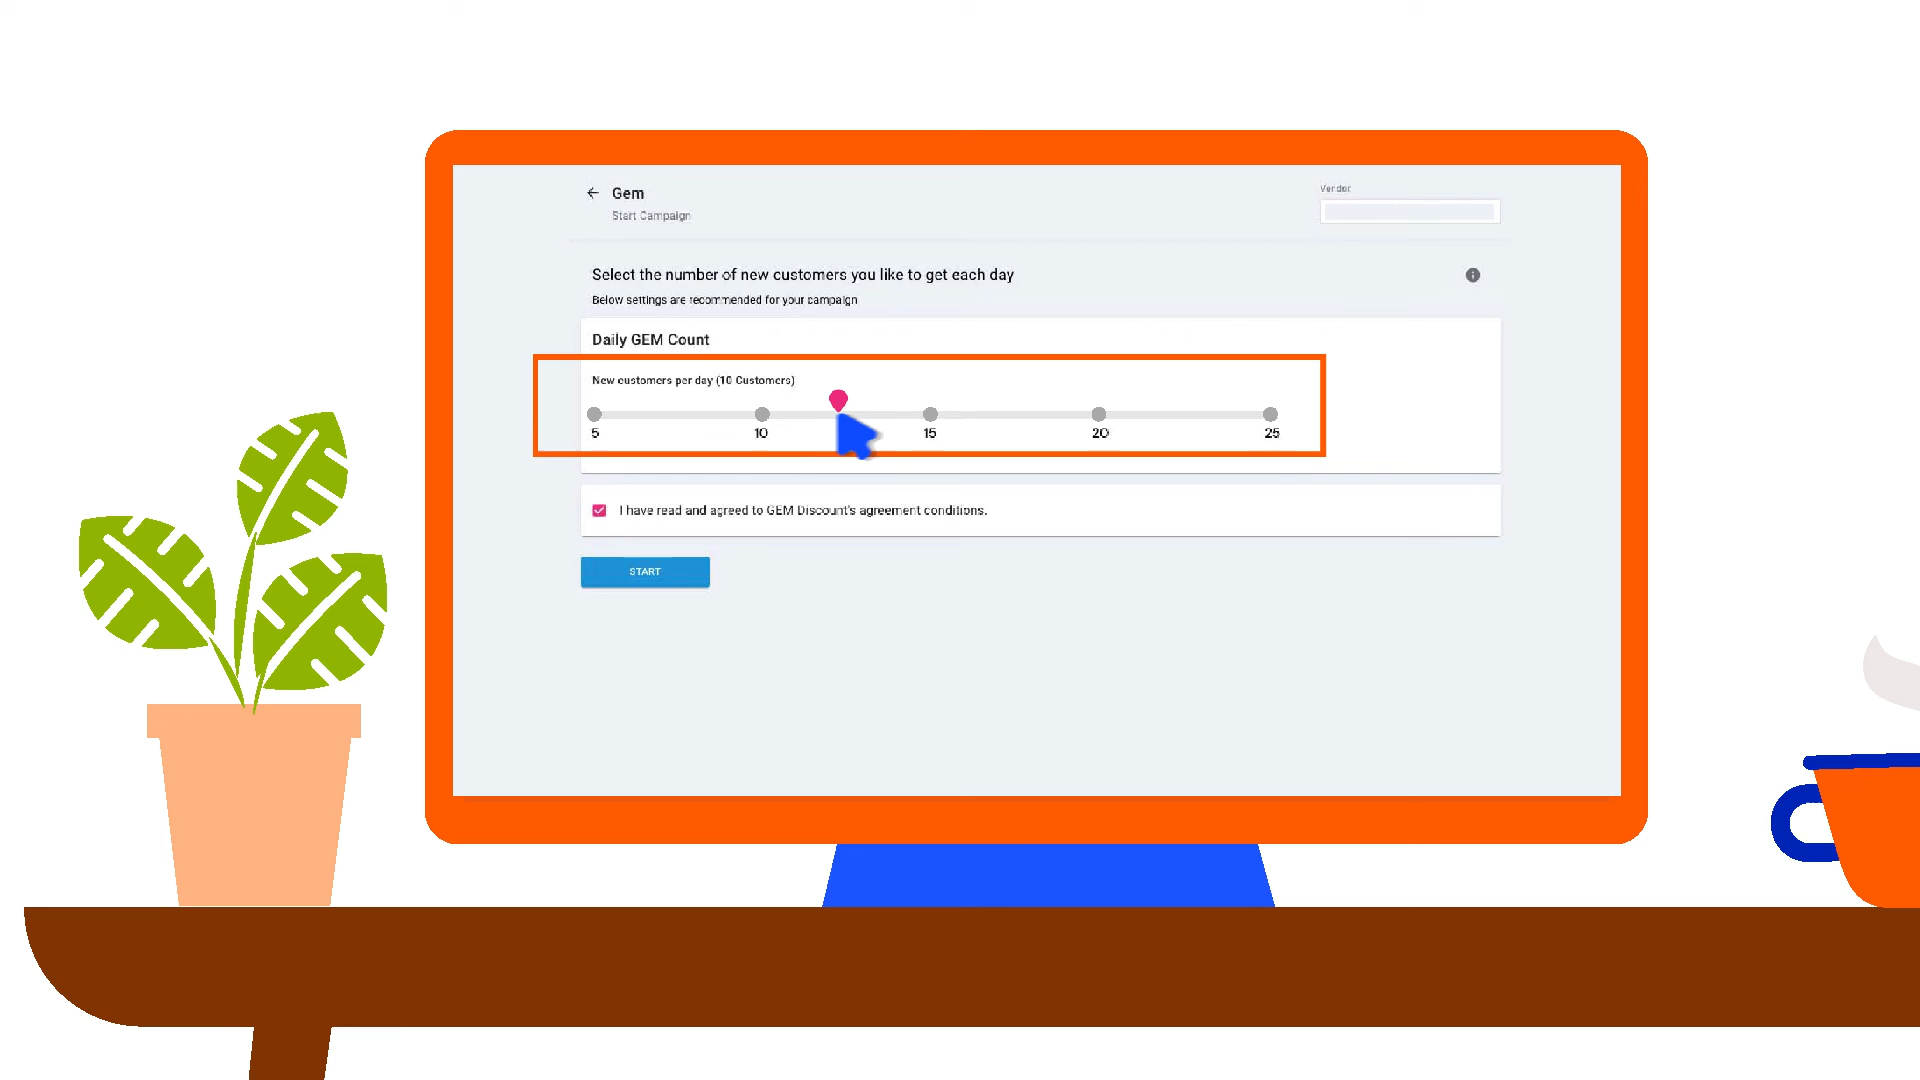 Gem
Start Campaign
Vendor
Select the number of new customers you like to get each day
Below settings are recommended for your campaign
Daily GEM Count
New customers per day (10 Customers)
5 10 15 20 25
I have read and agreed to GEM Discount's agreement conditions.
START